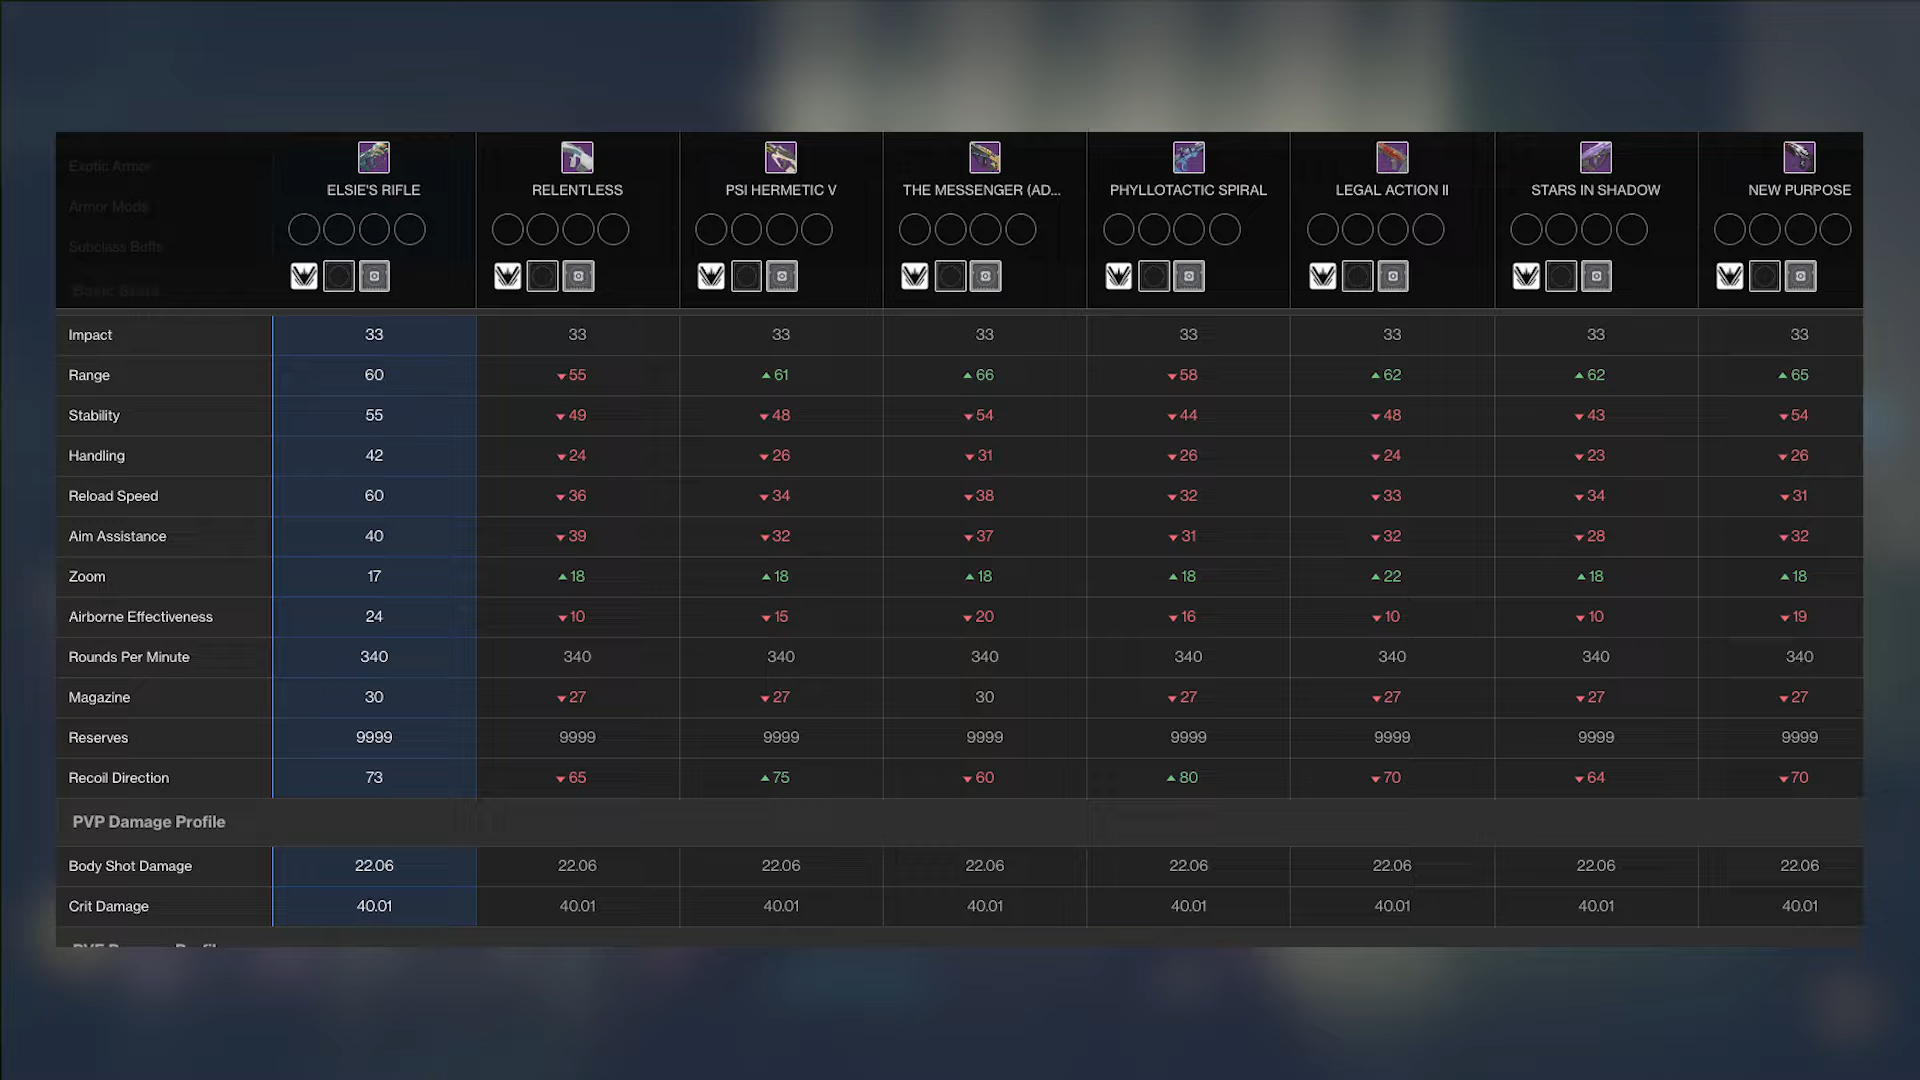 Exotic Armor
Armor Mods
Subclass Buffs
Basic Stats
ELSIE'S RIFLE RELENTLESS PSI HERMETIC V THE MESSENGER (AD... PHYLLOTACTIC SPIRAL LEGAL ACTION II STARS IN SHADOW NEW PURPOSE
Impact 33 33 33 33 33 33 33 33
Range 60 55 61 66 58 62 62 65
Stability 55 49 48 54 44 48 43 54
Handling 42 24 26 31 26 24 23 26
Reload Speed 60 36 34 38 32 33 34 31
Aim Assistance 40 39 32 37 31 32 28 32
Zoom 17 18 18 18 18 22 18 18
Airborne Effectiveness 24 10 15 20 16 10 10 19
Rounds Per Minute 340 340 340 340 340 340 340 340
Magazine 30 27 27 30 27 27 27 27
Reserves 9999 9999 9999 9999 9999 9999 9999 9999
Recoil Direction 73 65 75 60 80 70 64 70
PVP Damage Profile
Body Shot Damage 22.06 22.06 22.06 22.06 22.06 22.06 22.06 22.06
Crit Damage 40.01 40.01 40.01 40.01 40.01 40.01 40.01 40.01